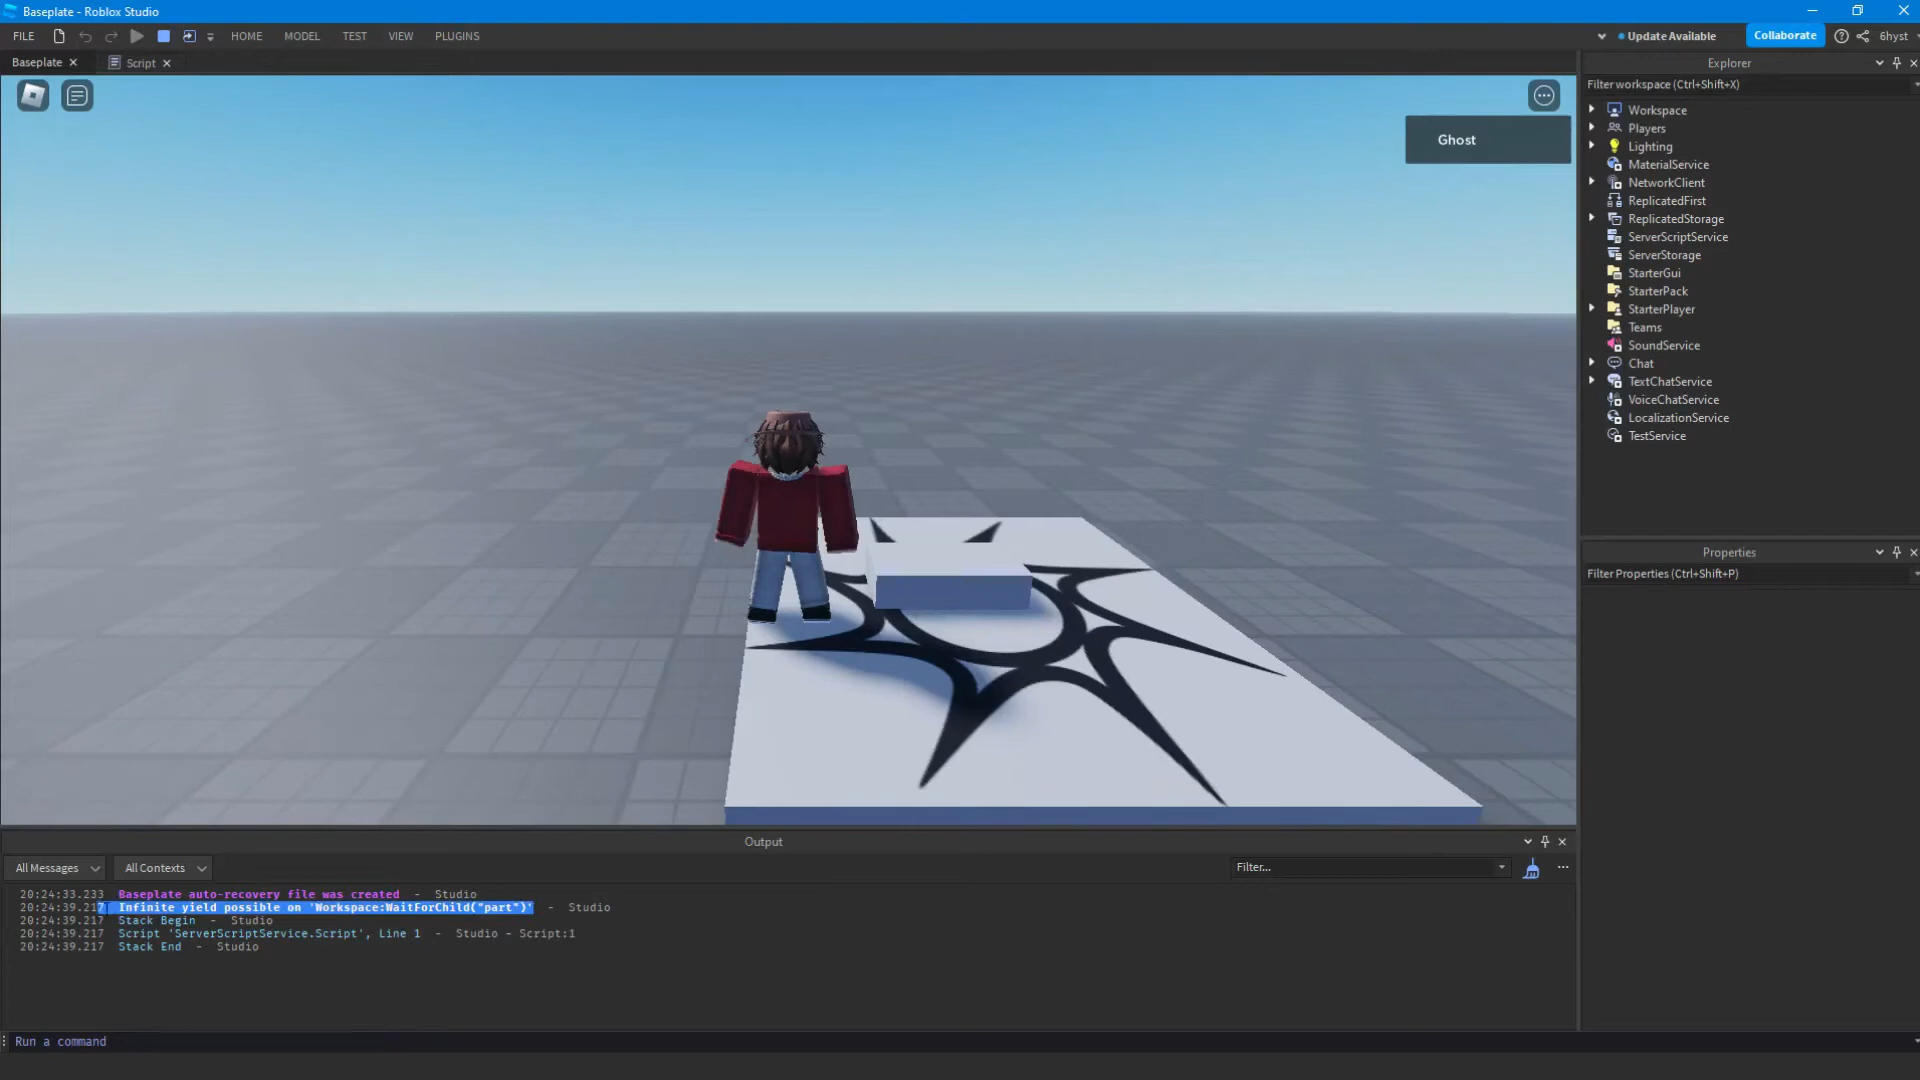 Baseplate - Roblox Studio
FILE HOME MODEL TEST VIEW PLUGINS
Update Available Collaborate 6hyst
Baseplate Script
Ghost
Explorer
Filter workspace (Ctrl+Shift+X)
Workspace
Players
Lighting
MaterialService
NetworkClient
ReplicatedFirst
ReplicatedStorage
ServerScriptService
ServerStorage
StarterGui
StarterPack
StarterPlayer
Teams
SoundService
Chat
TextChatService
VoiceChatService
LocalizationService
TestService
Properties
Filter Properties (Ctrl+Shift+P)
Output
All Messages All Contexts Filter...
20:24:33.233 Baseplate auto-recovery file was created - Studio
20:24:39.217 Infinite yield possible on 'Workspace:WaitForChild("part")' - Studio
20:24:39.217 Stack Begin - Studio
20:24:39.217 Script 'ServerScriptService.Script', Line 1 - Studio - Script:1
20:24:39.217 Stack End - Studio
Run a command